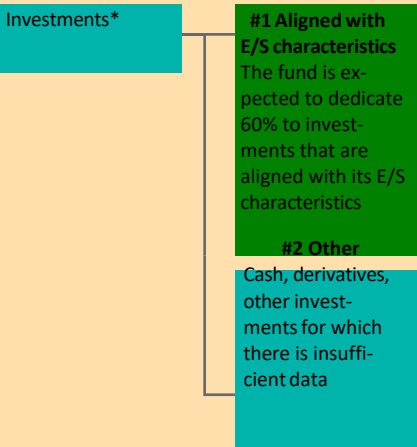 Investments*
#1 Aligned with
E/S characteristics
The fund is ex-
pected to dedicate
60% to invest-
ments that are
aligned with its E/S
characteristics
#2 Other
Cash, derivatives,
other invest-
ments for which
there is insuffi-
cient data